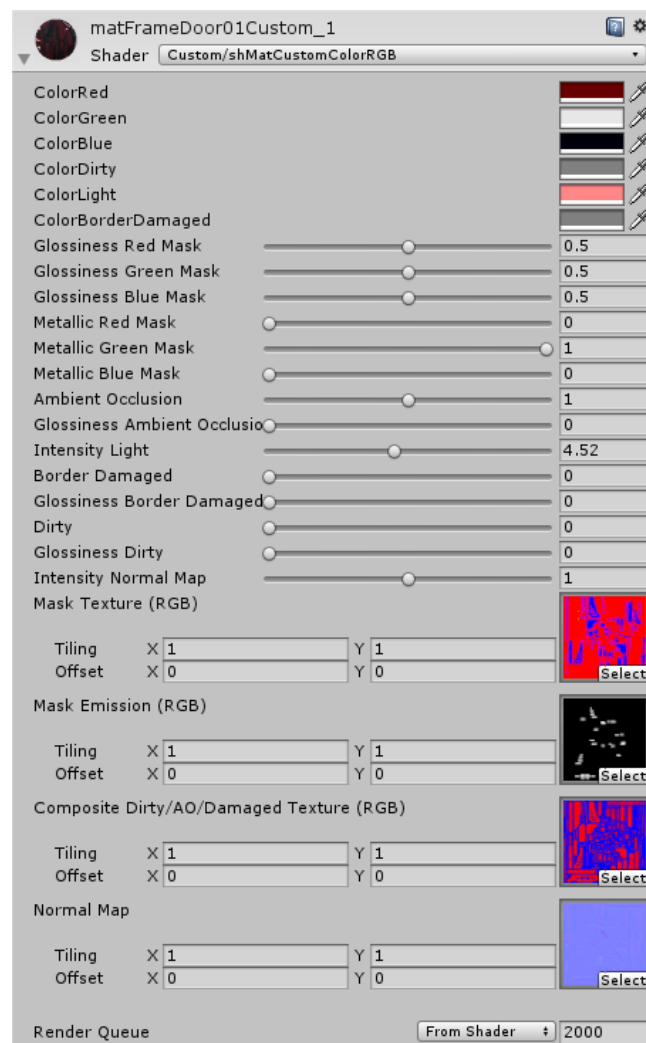 matFrameDoor01Custom_1
Shader Custom/shMatCustomColorRGB
ColorRed
ColorGreen
ColorBlue
ColorDirty
ColorLight
ColorBorderDamaged
Glossiness Red Mask 0.5
Glossiness Green Mask 0.5
Glossiness Blue Mask 0.5
Metallic Red Mask 0
Metallic Green Mask 1
Metallic Blue Mask 0
Ambient Occlusion 1
Glossiness Ambient Occlusio 0
Intensity Light 4.52
Border Damaged 0
Glossiness Border Damaged 0
Dirty 0
Glossiness Dirty 0
Intensity Normal Map 1
Mask Texture (RGB)
Tiling X 1 Y 1
Offset X 0 Y 0
Select
Mask Emission (RGB)
Tiling X 1 Y 1
Offset X 0 Y 0
Select
Composite Dirty/AO/Damaged Texture (RGB)
Tiling X 1 Y 1
Offset X 0 Y 0
Select
Normal Map
Tiling X 1 Y 1
Offset X 0 Y 0
Select
Render Queue From Shader 2000